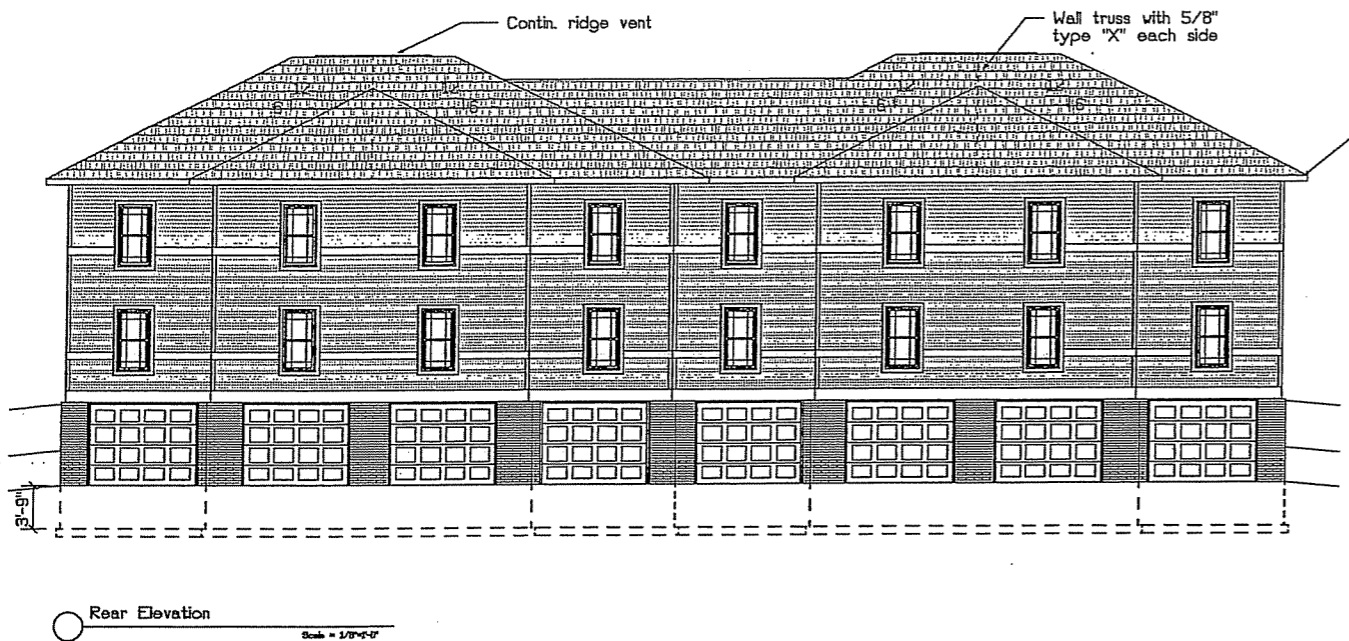 Contin. ridge vent
Wall truss with 5/8"
type "X" each side
3'-9"
Rear Elevation
Scale = 1/8"=1'-0"